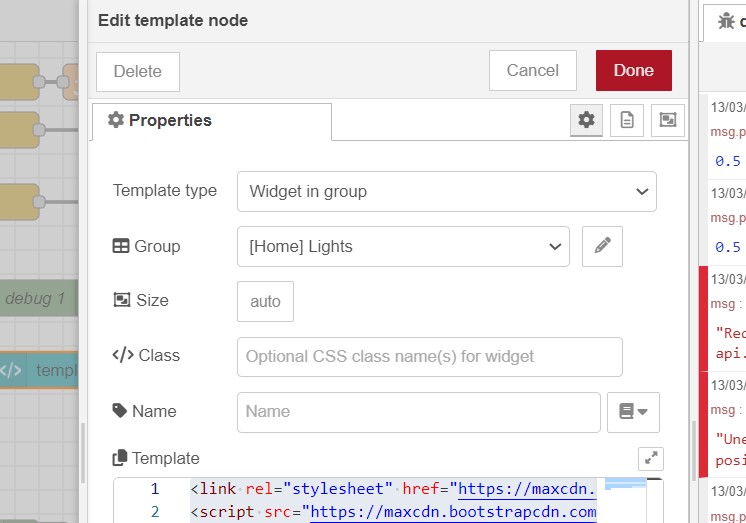 Edit template node
Delete
Cancel
Done
Properties
Template type
Widget in group
Group
[Home] Lights
Size
auto
</> Class
Optional CSS class name(s) for widget
Name
Name
Template
1 <link rel="stylesheet" href="https://maxcdn.
2 <script src="https://maxcdn.bootstrapcdn.com
debug 1
</> templ
d
13/03/
msg.p
0.5
13/03/
msg.p
0.5
13/03/
msg :
"Rec
api.
13/03/
msg :
"Une
posi
13/03/
msg.p